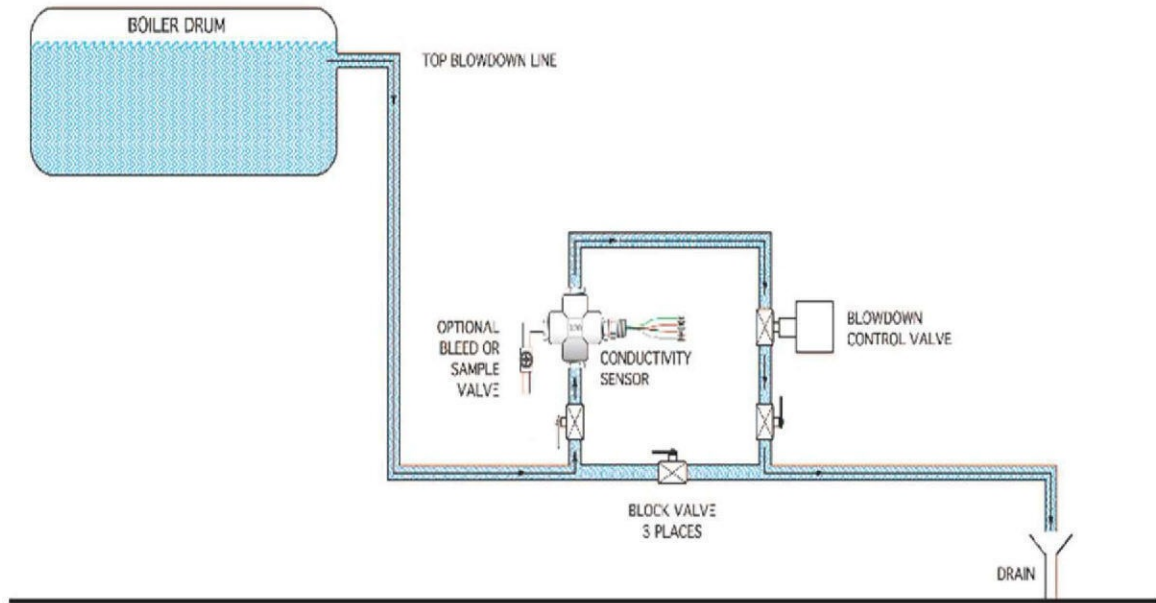 BOILER DRUM
TOP BLOWDOWN LINE
OPTIONAL
BLEED OR
SAMPLE
VALVE
CONDUCTIVITY
SENSOR
BLOWDOWN
CONTROL VALVE
BLOCK VALVE
3 PLACES
DRAIN